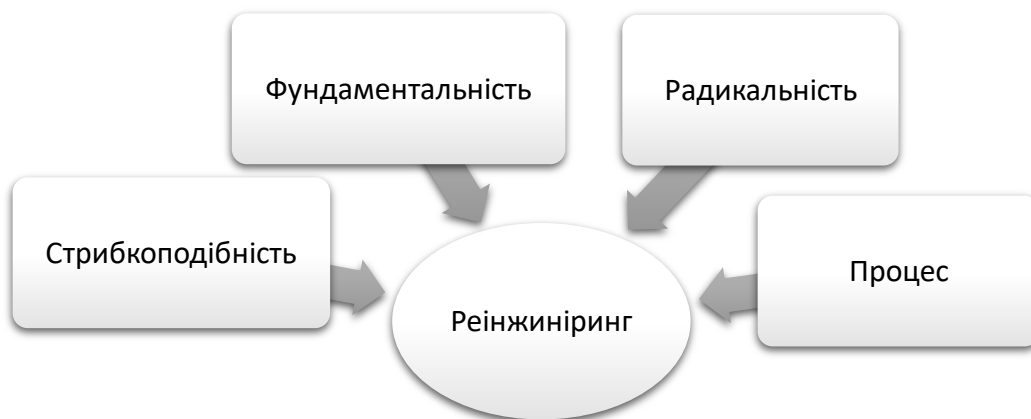 Фундаментальність
Радикальність
Стрибкоподібність
Процес
Реінжиніринг